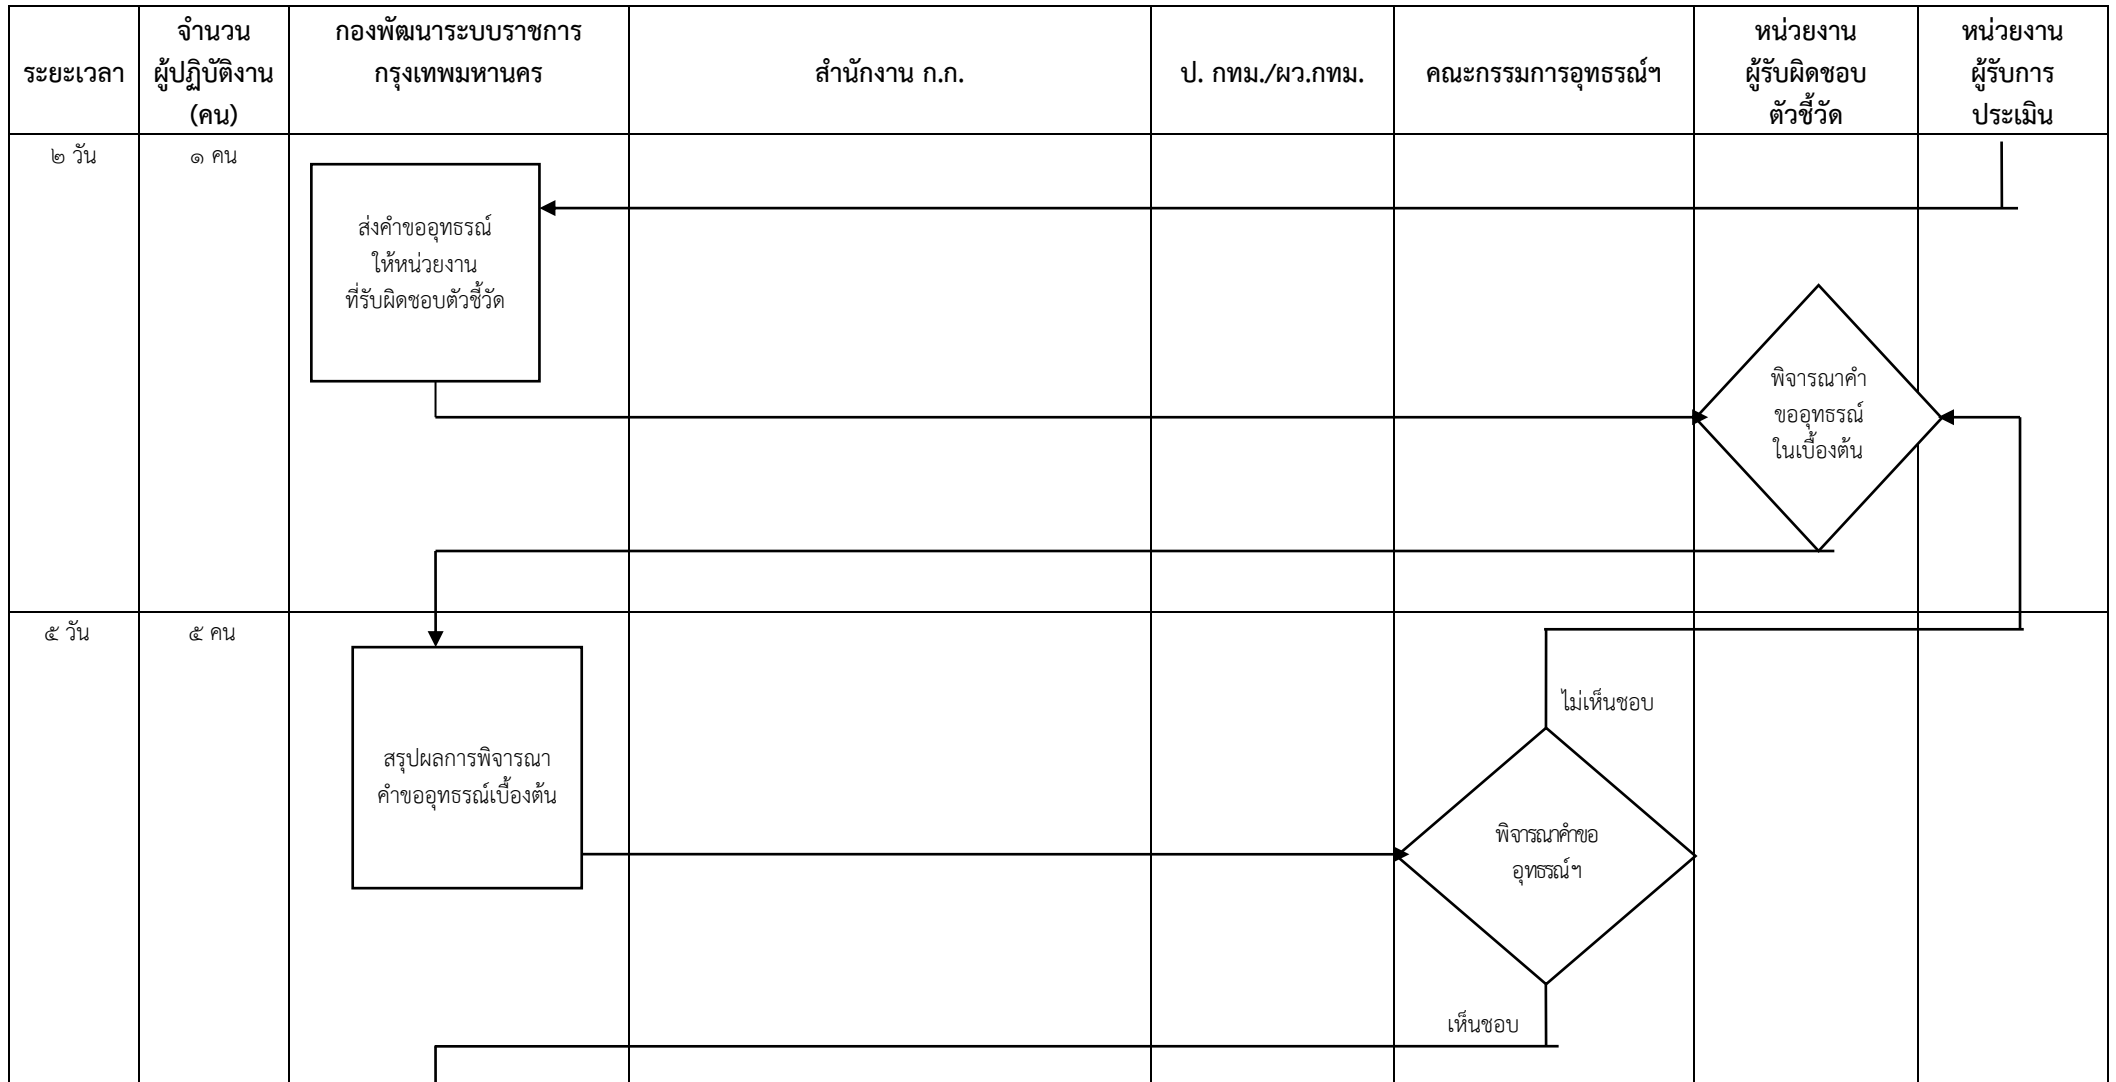 ระยะเวลา
จำนวน
ผู้ปฏิบัติงาน
(คน)
กองพัฒนาระบบราชการ
กรุงเทพมหานคร
สำนักงาน ก.ก.
ป. กทม./ผว.กทม.
คณะกรรมการอุทธรณ์ฯ
หน่วยงาน
ผู้รับผิดชอบ
ตัวชี้วัด
หน่วยงาน
ผู้รับการ
ประเมิน
๒ วัน
๑ คน
ส่งคำขออุทธรณ์
ให้หน่วยงาน
ที่รับผิดชอบตัวชี้วัด
พิจารณาคำ
ขออุทธรณ์
ในเบื้องต้น
๕ วัน
๕ คน
ไม่เห็นชอบ
สรุปผลการพิจารณา
คำขออุทธรณ์เบื้องต้น
พิจารณาคำขอ
อุทธรณ์ฯ
เห็นชอบ